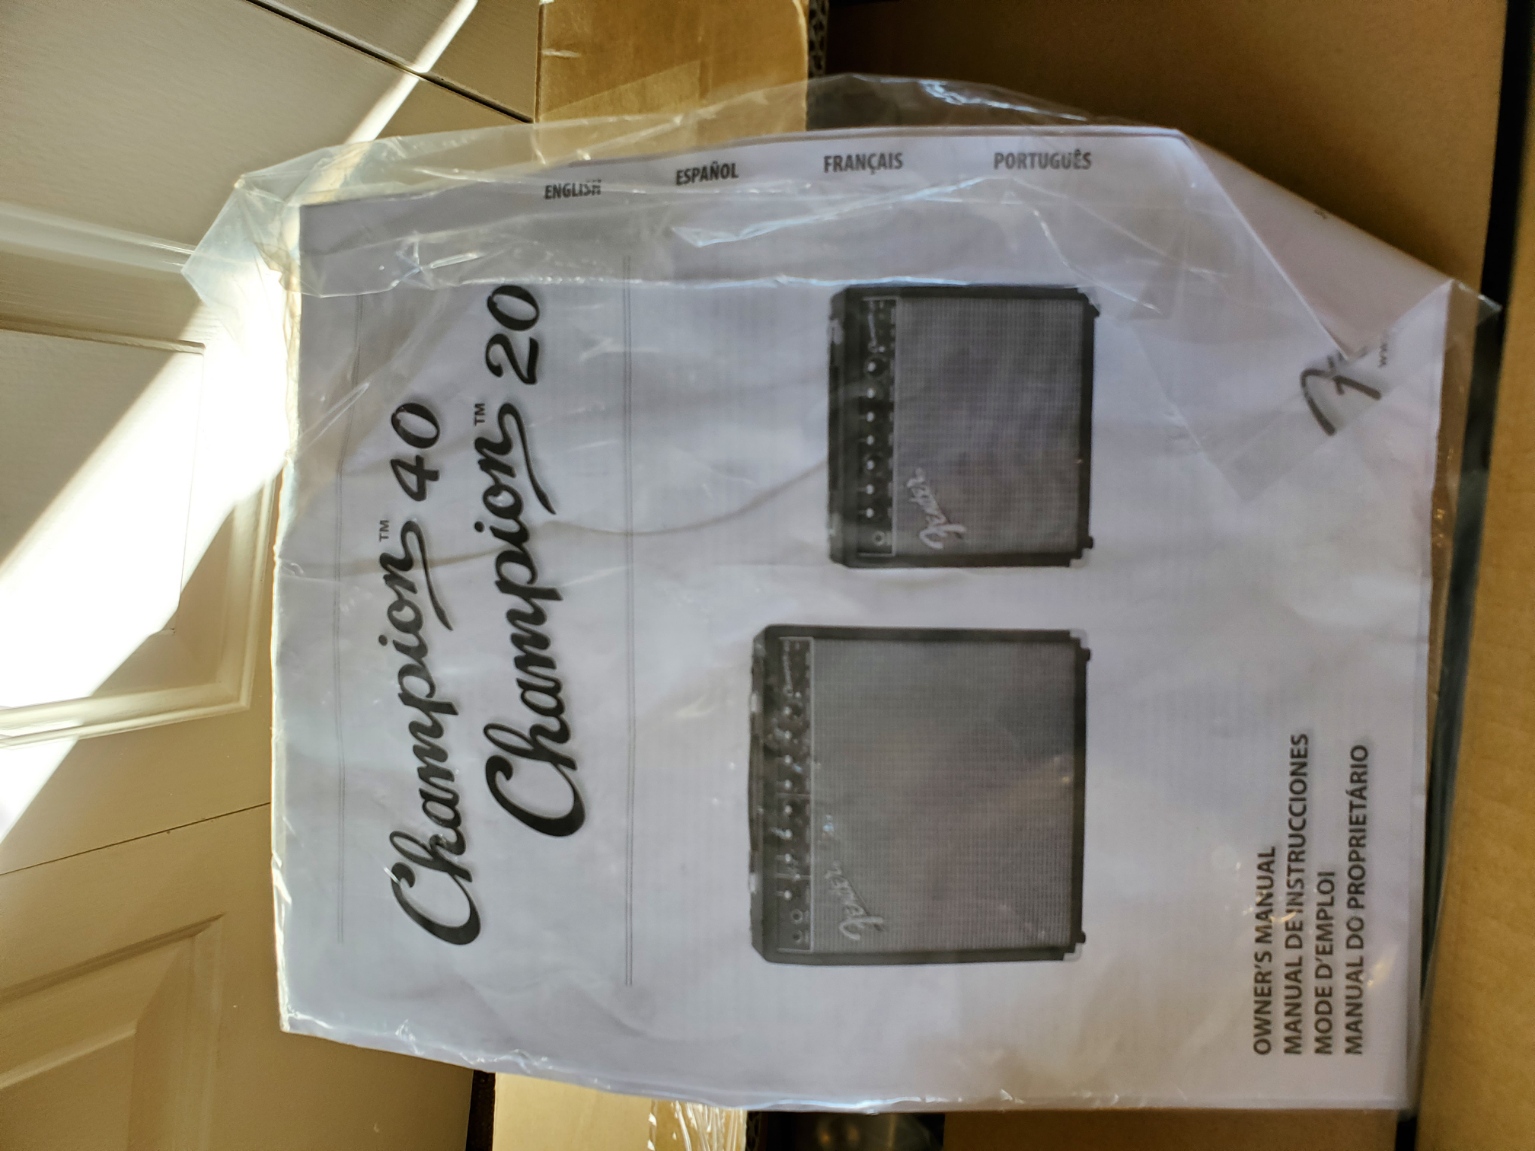 Champion™ 40
Champion™ 20
ENGLISH
ESPAÑOL
FRANÇAIS
PORTUGUÊS
Fender
Fender
OWNER'S MANUAL
MANUAL DE INSTRUCCIONES
MODE D'EMPLOI
MANUAL DO PROPRIETÁRIO